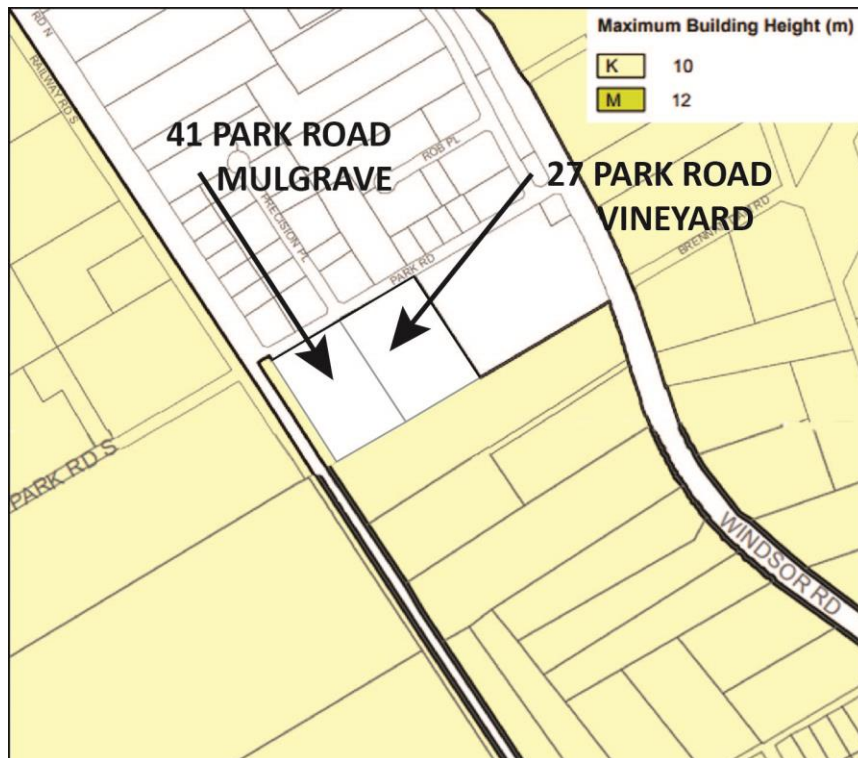 Maximum Building Height (m)
K 10
M 12
RD N
RAILWAY RD S
41 PARK ROAD
MULGRAVE
ROB PL
27 PARK ROAD
VINEYARD
PRECISION PL
PARK RD
PARK RD S
WINDSOR RD